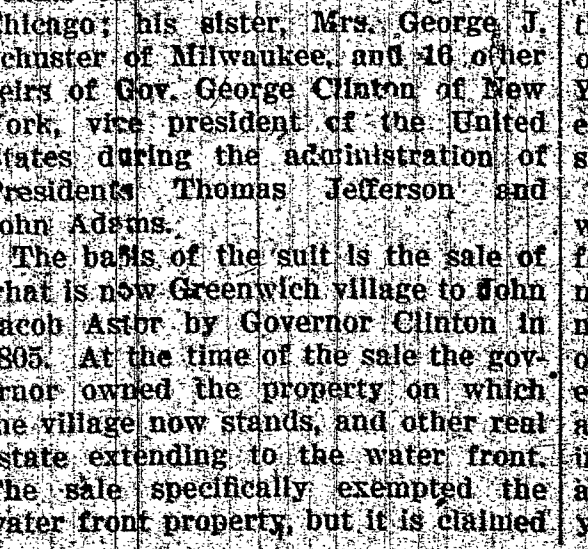 hicago; his sister, Mrs. George J.
chuster of Milwaukee, and 16 other
eirs of Gov. George Clinton of New
ork, vice president of the United
tates during the administration of
residents Thomas Jefferson and
ohn Adams.
The basis of the suit is the sale of
hat is now Greenwich village to John
acob Astor by Governor Clinton in
805. At the time of the sale the gov-
rnor owned the property on which
he village now stands, and other real
state extending to the water front.
he sale specifically exempted the
ater front property, but it is claimed